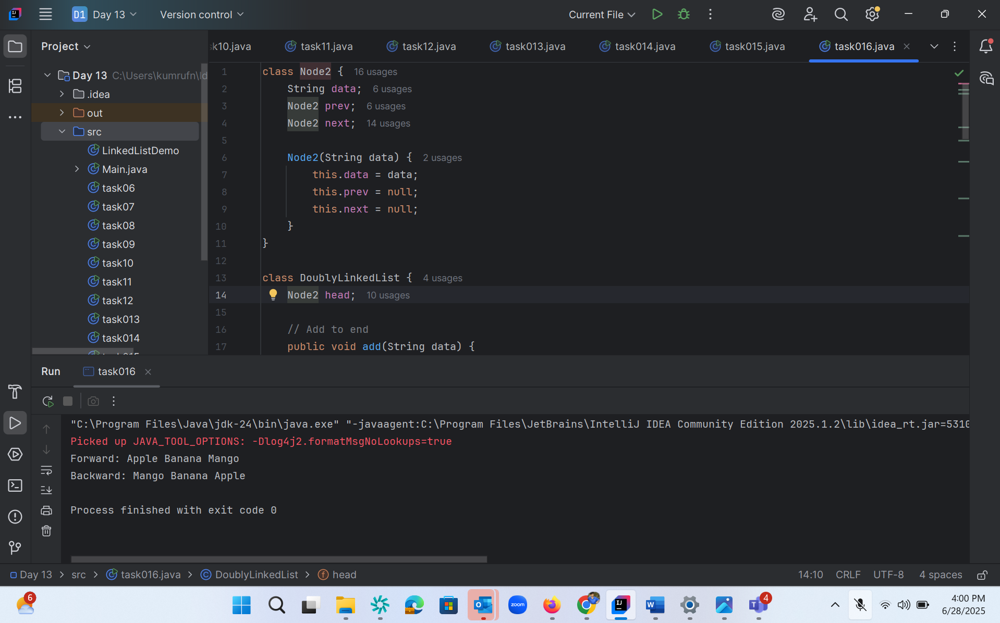 D1 Day 13 Version control Current File
Project
k10.java task11.java task12.java task013.java task014.java task015.java task016.java
Day 13 C:\Users\kumrufn\Id
.idea
out
src
LinkedListDemo
Main.java
task06
task07
task08
task09
task10
task11
task12
task013
task014
1 class Node2 { 16 usages
2 String data; 6 usages
3 Node2 prev; 6 usages
4 Node2 next; 14 usages
5
6 Node2(String data) { 2 usages
7 this.data = data;
8 this.prev = null;
9 this.next = null;
10 }
11 }
12
13 class DoublyLinkedList { 4 usages
14 Node2 head; 10 usages
15
16 // Add to end
17 public void add(String data) {
Run task016
"C:\Program Files\Java\jdk-24\bin\java.exe" "-javaagent:C:\Program Files\JetBrains\IntelliJ IDEA Community Edition 2025.1.2\lib\idea_rt.jar=5310
Picked up JAVA_TOOL_OPTIONS: -Dlog4j2.formatMsgNoLookups=true
Forward: Apple Banana Mango
Backward: Mango Banana Apple
Process finished with exit code 0
Day 13 > src > task016.java > DoublyLinkedList > head
14:10 CRLF UTF-8 4 spaces
6
zoom
4
4:00 PM
6/28/2025